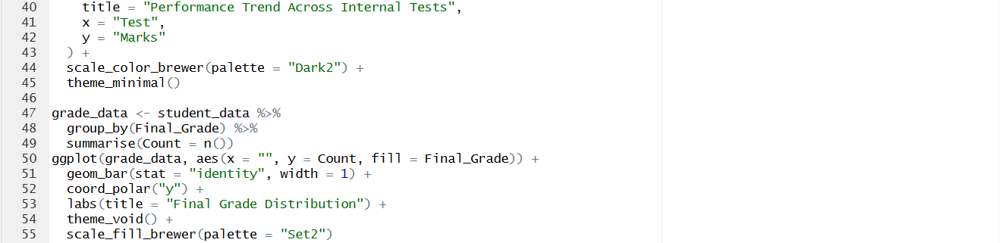 40     title = "Performance Trend Across Internal Tests",
41     x = "Test",
42     y = "Marks"
43   ) +
44   scale_color_brewer(palette = "Dark2") +
45   theme_minimal()
46
47 grade_data <- student_data %>%
48   group_by(Final_Grade) %>%
49   summarise(Count = n())
50 ggplot(grade_data, aes(x = "", y = Count, fill = Final_Grade)) +
51   geom_bar(stat = "identity", width = 1) +
52   coord_polar("y") +
53   labs(title = "Final Grade Distribution") +
54   theme_void() +
55   scale_fill_brewer(palette = "Set2")